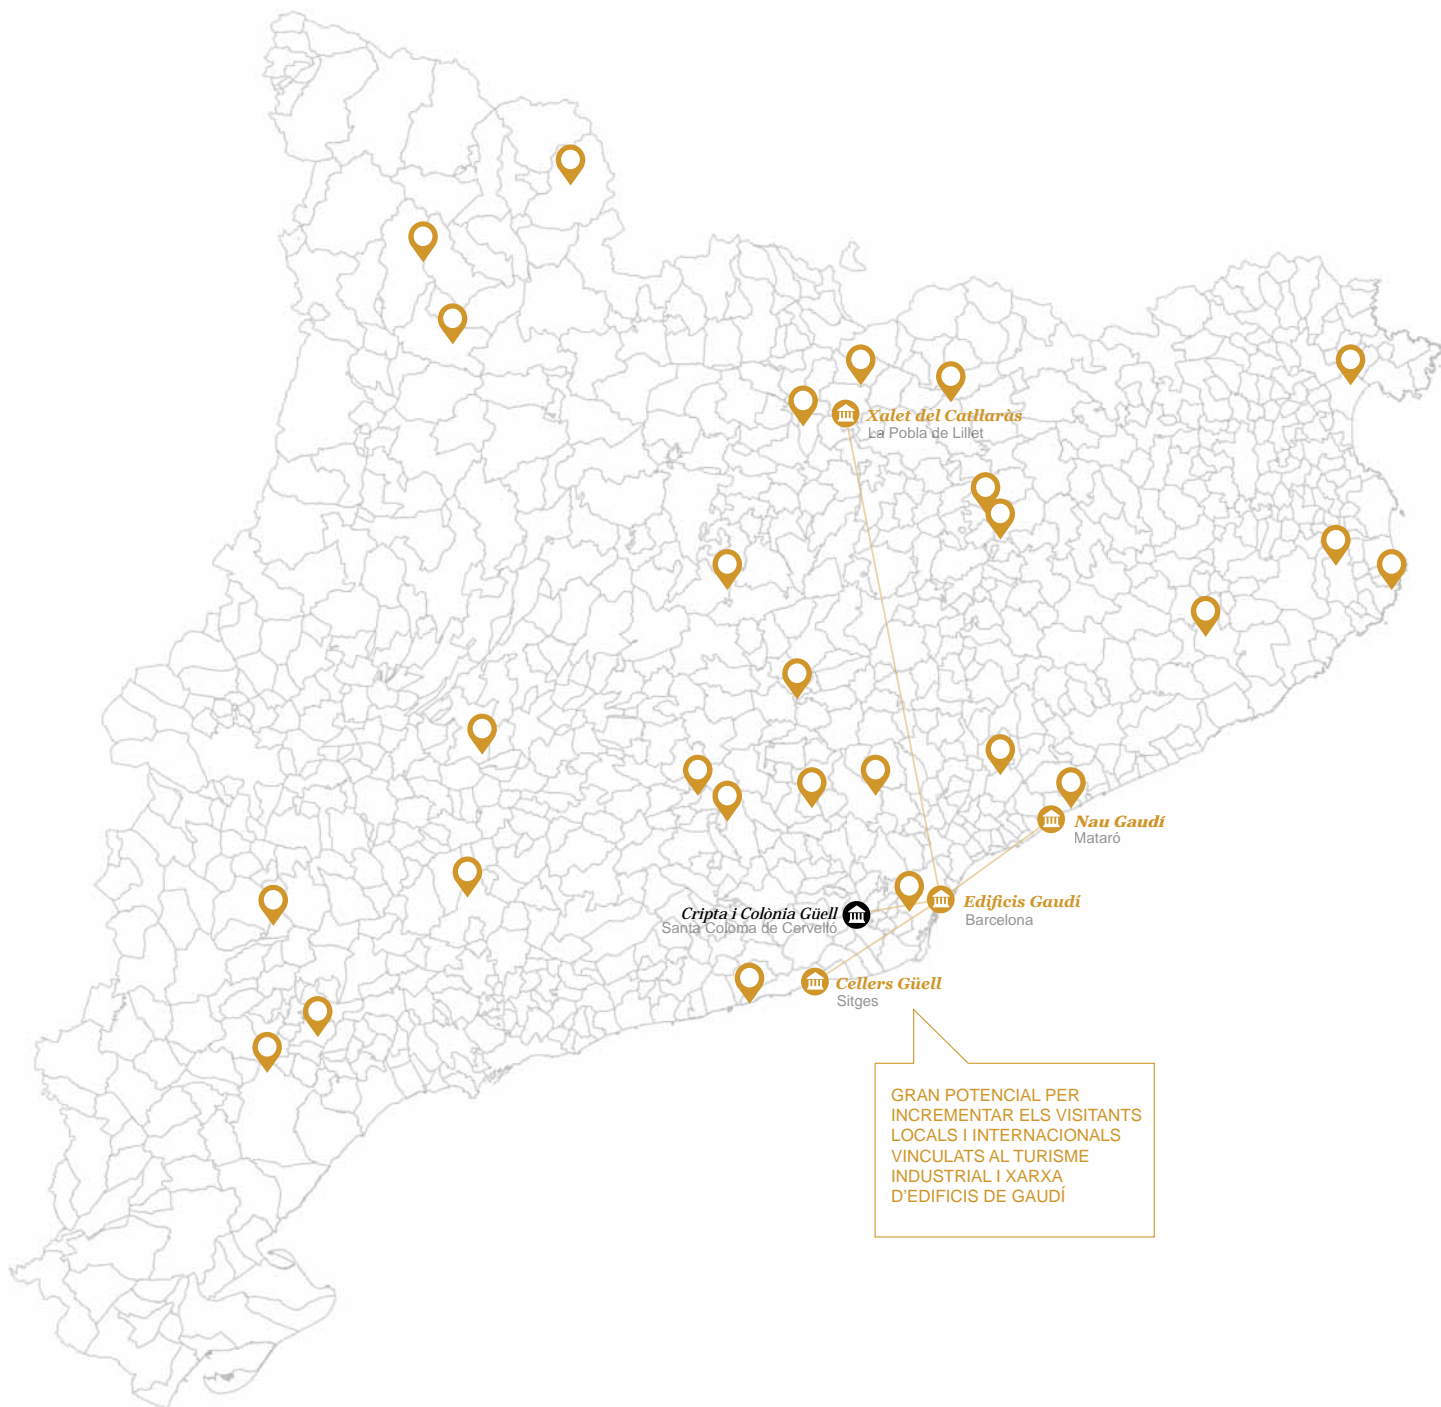 Xalet del Catllaràs
La Pobla de Lillet
Nau Gaudí
Mataró
Edificis Gaudí
Barcelona
Cripta i Colònia Güell
Santa Coloma de Cervelló
Cellers Güell
Sitges
GRAN POTENCIAL PER
INCREMENTAR ELS VISITANTS
LOCALS I INTERNACIONALS
VINCULATS AL TURISME
INDUSTRIAL I XARXA
D'EDIFICIS DE GAUDÍ